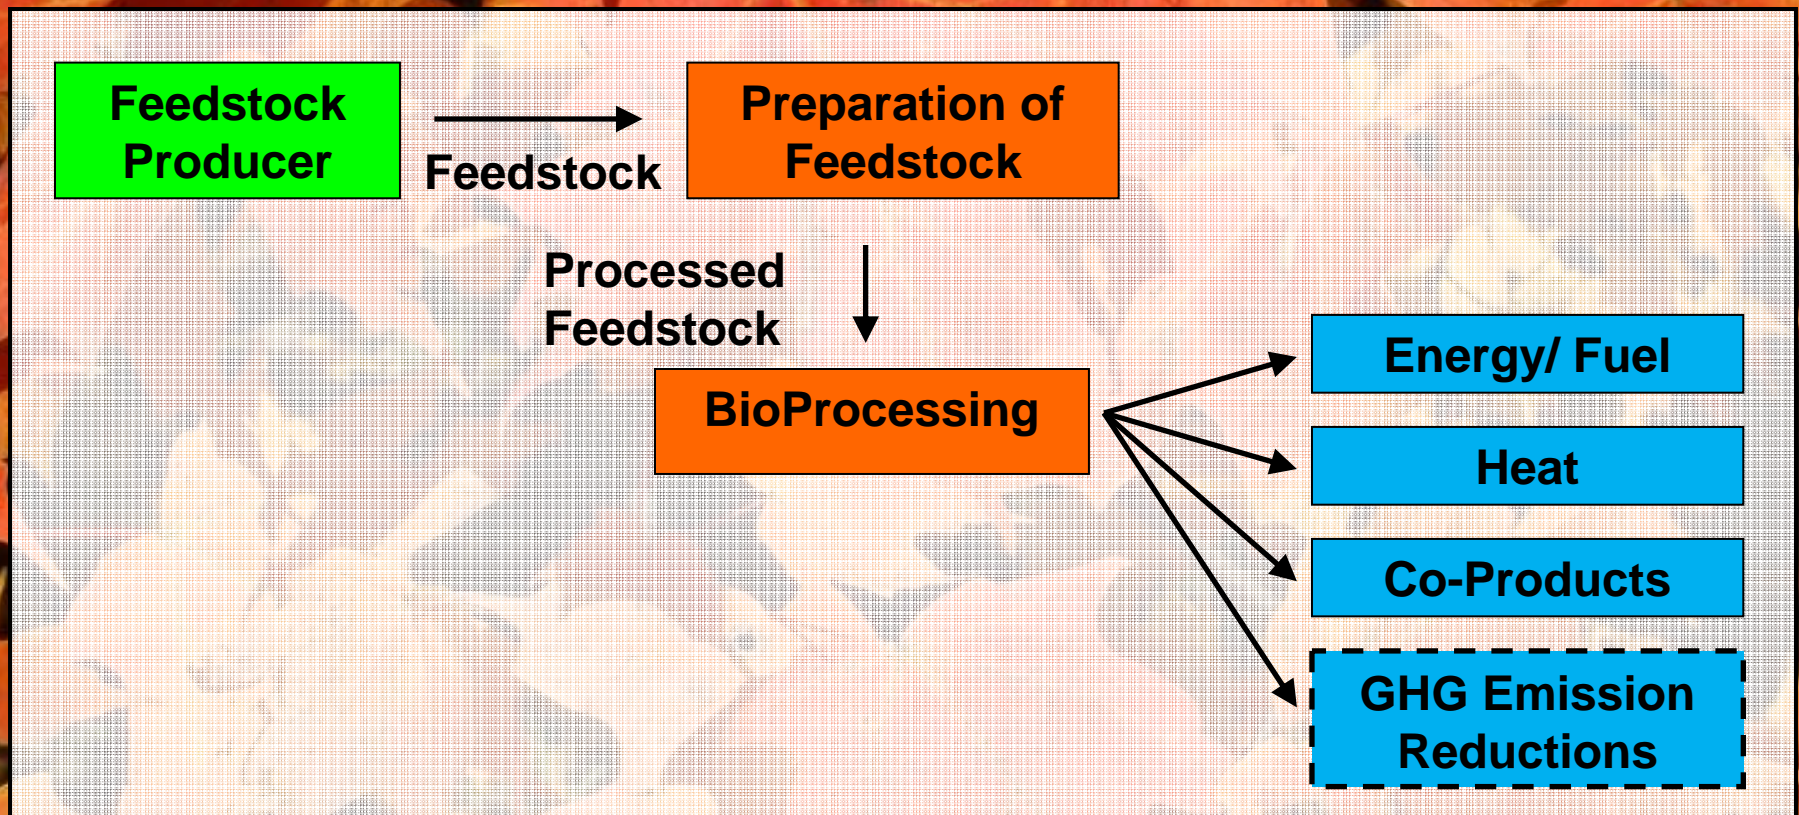 Feedstock
Producer
Feedstock
Preparation of
Feedstock
Processed
Feedstock
BioProcessing
Energy/ Fuel
Heat
Co-Products
GHG Emission
Reductions